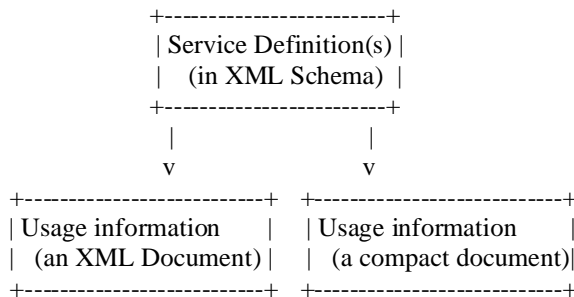 +-------------------------+
| Service Definition(s) |
| (in XML Schema) |
+-------------------------+
| |
v v
+----------------------------+ +----------------------------+
| Usage information | | Usage information |
| (an XML Document) | | (a compact document)|
+----------------------------+ +----------------------------+